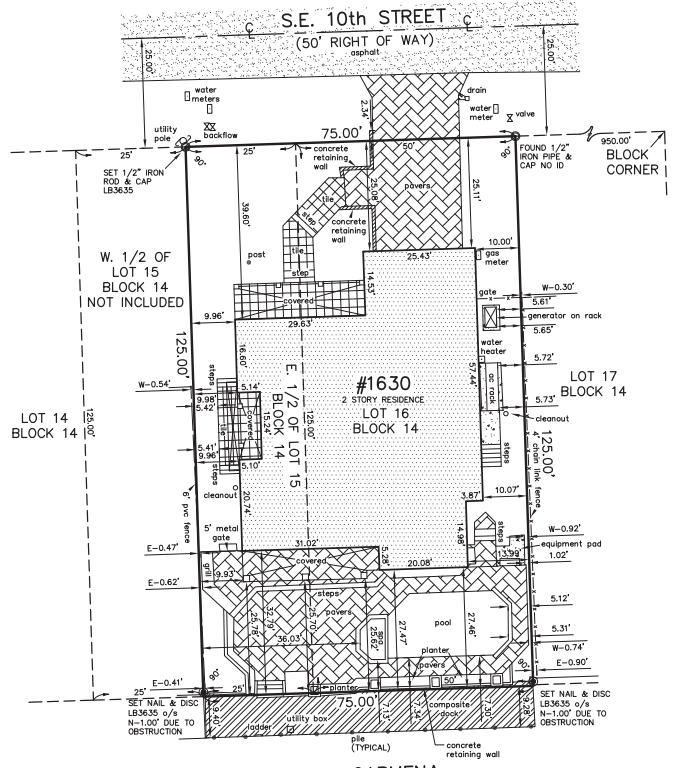 S.E. 10th STREET
(50' RIGHT OF WAY)
asphalt
25.00'
25.00'
water
meters
backflow
utility
pole
25'
90°
SET 1/2" IRON
ROD & CAP
LB3635
75.00'
50'
2.34'
drain
water
meter
valve
90°
FOUND 1/2"
IRON PIPE &
CAP NO ID
950.00'
BLOCK
CORNER
concrete
retaining
wall
concrete
retaining
wall
tile
step
tile
step
25.08'
pavers
25.11'
39.60'
post
W. 1/2 OF
LOT 15
BLOCK 14
NOT INCLUDED
25.43'
10.00'
gas
meter
14.53'
covered
29.63'
9.96'
gate
W-0.30'
5.61'
generator on rack
5.65'
water
heater
125.00'
16.60'
57.44'
5.72'
ac rack
5.73'
cleanout
LOT 17
BLOCK 14
#1630
2 STORY RESIDENCE
LOT 16
BLOCK 14
E. 1/2 OF LOT 15
BLOCK 14
125.00'
W-0.54'
steps
9.98'
5.42'
5.14'
tile
covered
15.24'
5.41'
9.96'
5.10'
steps
LOT 14
BLOCK 14
125.00'
125.00'
4' chain link fence
steps
cleanout
20.74'
6' pvc fence
5' metal
gate
3.87'
10.07'
14.98'
steps
W-0.92'
equipment pad
13.99'
1.02'
E-0.47'
31.02'
covered
5.28'
20.08'
E-0.62'
grill
9.93'
steps
pavers
25.78'
32.79'
25.70'
36.03'
spa
25.62'
27.47'
pool
27.46'
5.12'
5.31'
W-0.74'
E-0.90'
planter
pavers
E-0.41'
25'
90°
25'
planter
50'
90°
75.00'
SET NAIL & DISC
LB3635 o/s
N-1.00' DUE TO
OBSTRUCTION
9.40'
ladder
utility box
7.13'
7.34'
composite
dock
7.30'
9.28'
SET NAIL & DISC
LB3635 o/s
N-1.00' DUE TO
OBSTRUCTION
pile
(TYPICAL)
concrete
retaining wall